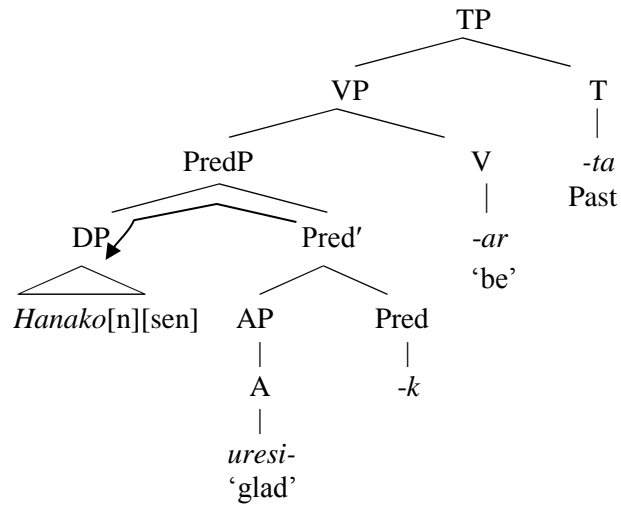 TP
VP T
PredP V -ta
Past
DP Pred′ -ar
‘be’
Hanako[n][sen] AP Pred
A -k
uresi-
‘glad’